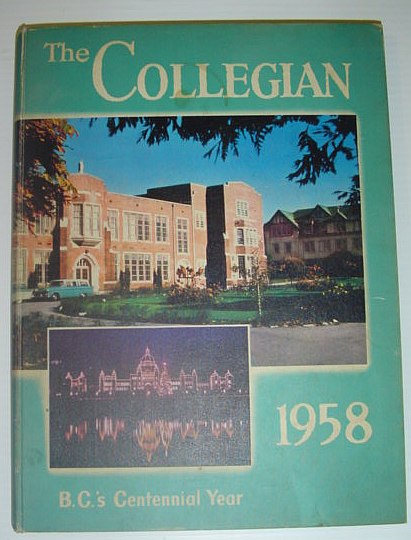 The COLLEGIAN
1958
B.C.'s Centennial Year